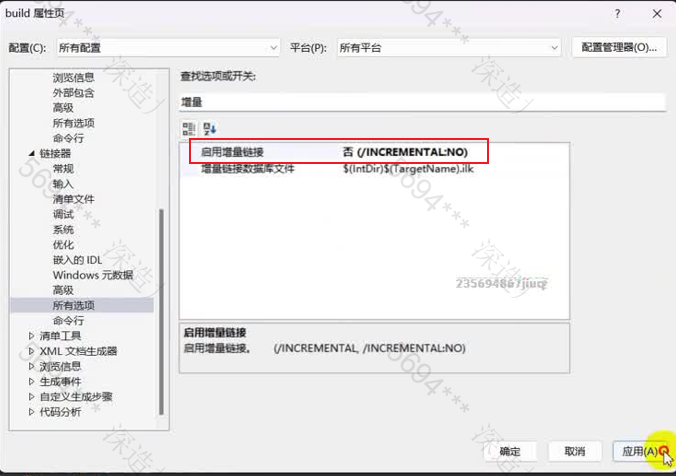 build 属性页
? ×
配置(C): 所有配置 平台(P): 所有平台 配置管理器(O)...
浏览信息
外部包含
高级
所有选项
命令行
链接器
常规
输入
清单文件
调试
系统
优化
嵌入的 IDL
Windows 元数据
高级
所有选项
命令行
清单工具
XML 文档生成器
浏览信息
生成事件
自定义生成步骤
代码分析
查找选项或开关:
增量
启用增量链接 否 (/INCREMENTAL:NO)
增量链接数据库文件 $(IntDir)$(TargetName).ilk
启用增量链接
启用增量链接。 (/INCREMENTAL, /INCREMENTAL:NO)
确定 取消 应用(A)
5694***
深造
5694***
深造
5694***
深造
5694***
深造